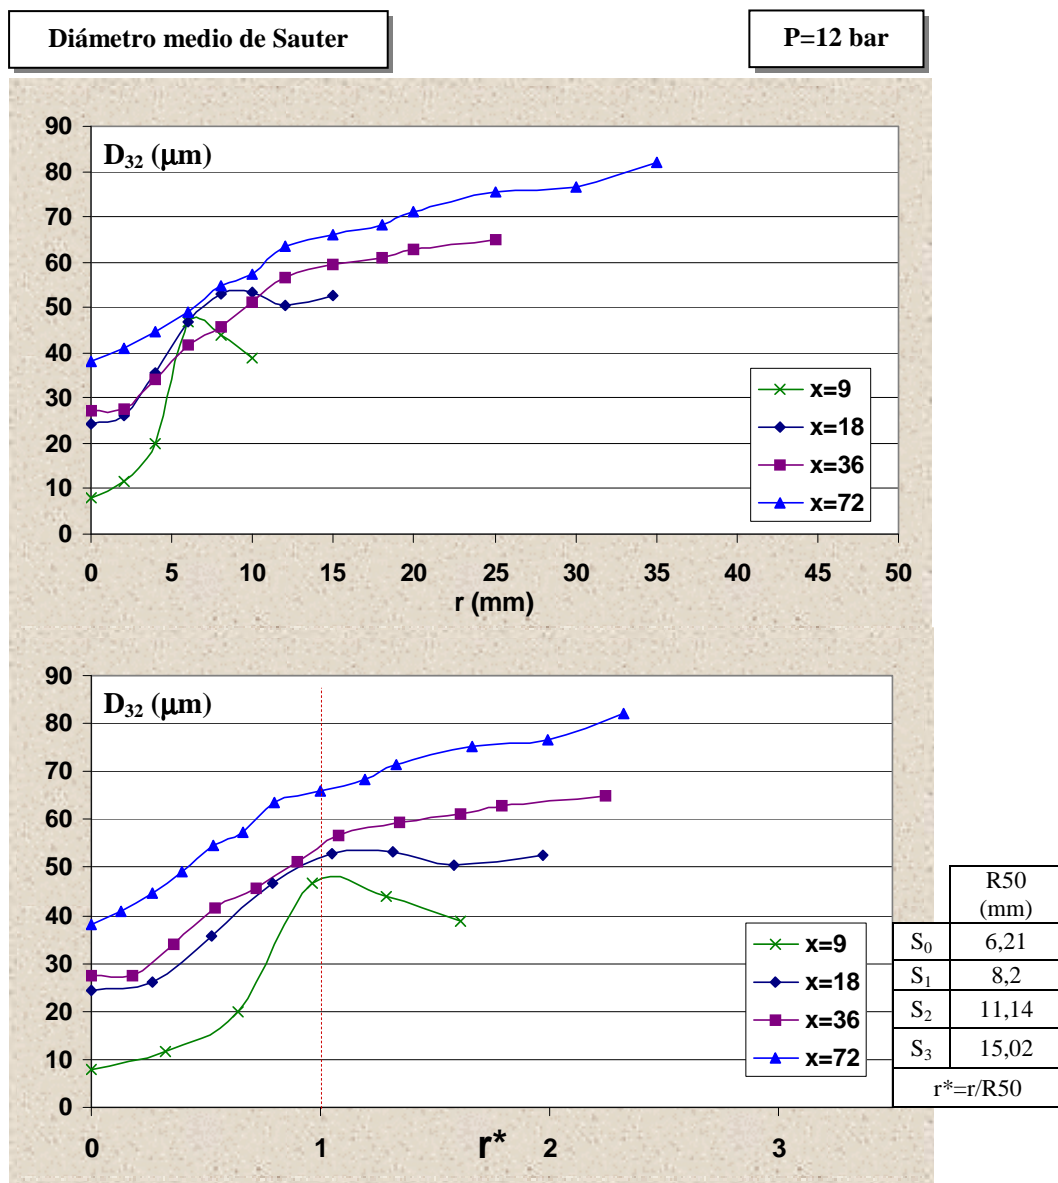 Diámetro medio de Sauter
P=12 bar
D32 (μm)
90
80
70
60
50
40
30
20
10
0
x=9
x=18
x=36
x=72
0 5 10 15 20 25 30 35 40 45 50
r (mm)
D32 (μm)
90
80
70
60
50
40
30
20
10
0
x=9
x=18
x=36
x=72
0 1 r* 2 3
R50
(mm)
S0 6,21
S1 8,2
S2 11,14
S3 15,02
r*=r/R50